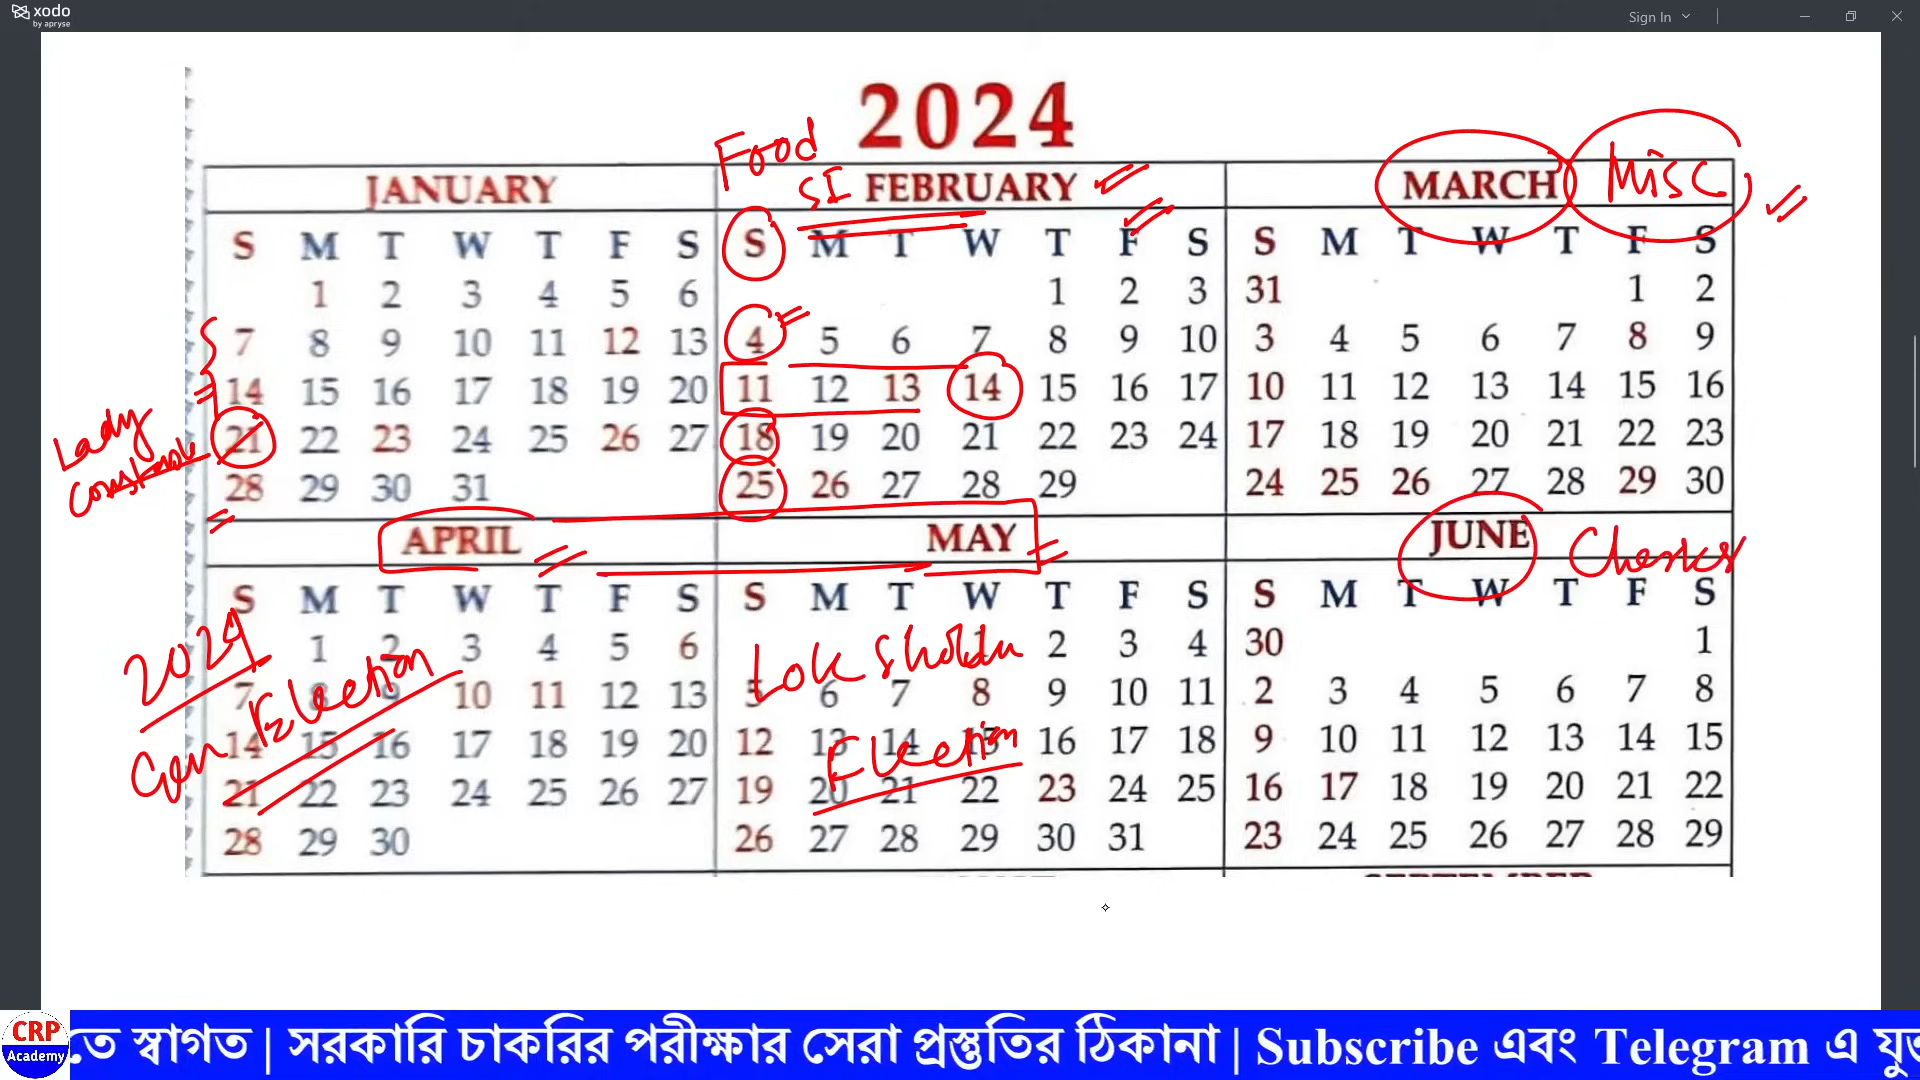 xodo
by apryse
Sign In
2024
Food
SI
Misc
JANUARY FEBRUARY MARCH
S M T W T F S S M T W T F S S M T W T F S
1 2 3 4 5 6 1 2 3 31 1 2
7 8 9 10 11 12 13 4 5 6 7 8 9 10 3 4 5 6 7 8 9
14 15 16 17 18 19 20 11 12 13 14 15 16 17 10 11 12 13 14 15 16
21 22 23 24 25 26 27 18 19 20 21 22 23 24 17 18 19 20 21 22 23
28 29 30 31 25 26 27 28 29 24 25 26 27 28 29 30
Lady
Constable
APRIL MAY JUNE
S M T W T F S S M T W T F S S M T W T F S
1 2 3 4 5 6 1 2 3 4 30 1
7 8 9 10 11 12 13 5 6 7 8 9 10 11 2 3 4 5 6 7 8
14 15 16 17 18 19 20 12 13 14 15 16 17 18 9 10 11 12 13 14 15
21 22 23 24 25 26 27 19 20 21 22 23 24 25 16 17 18 19 20 21 22
28 29 30 26 27 28 29 30 31 23 24 25 26 27 28 29
2024
Gen Election
Lok
Election
CRP
Academy
তে স্বাগত | সরকারি চাকরির পরীক্ষার সেরা প্রস্তুতির ঠিকানা | Subscribe এবং Telegram এ যু